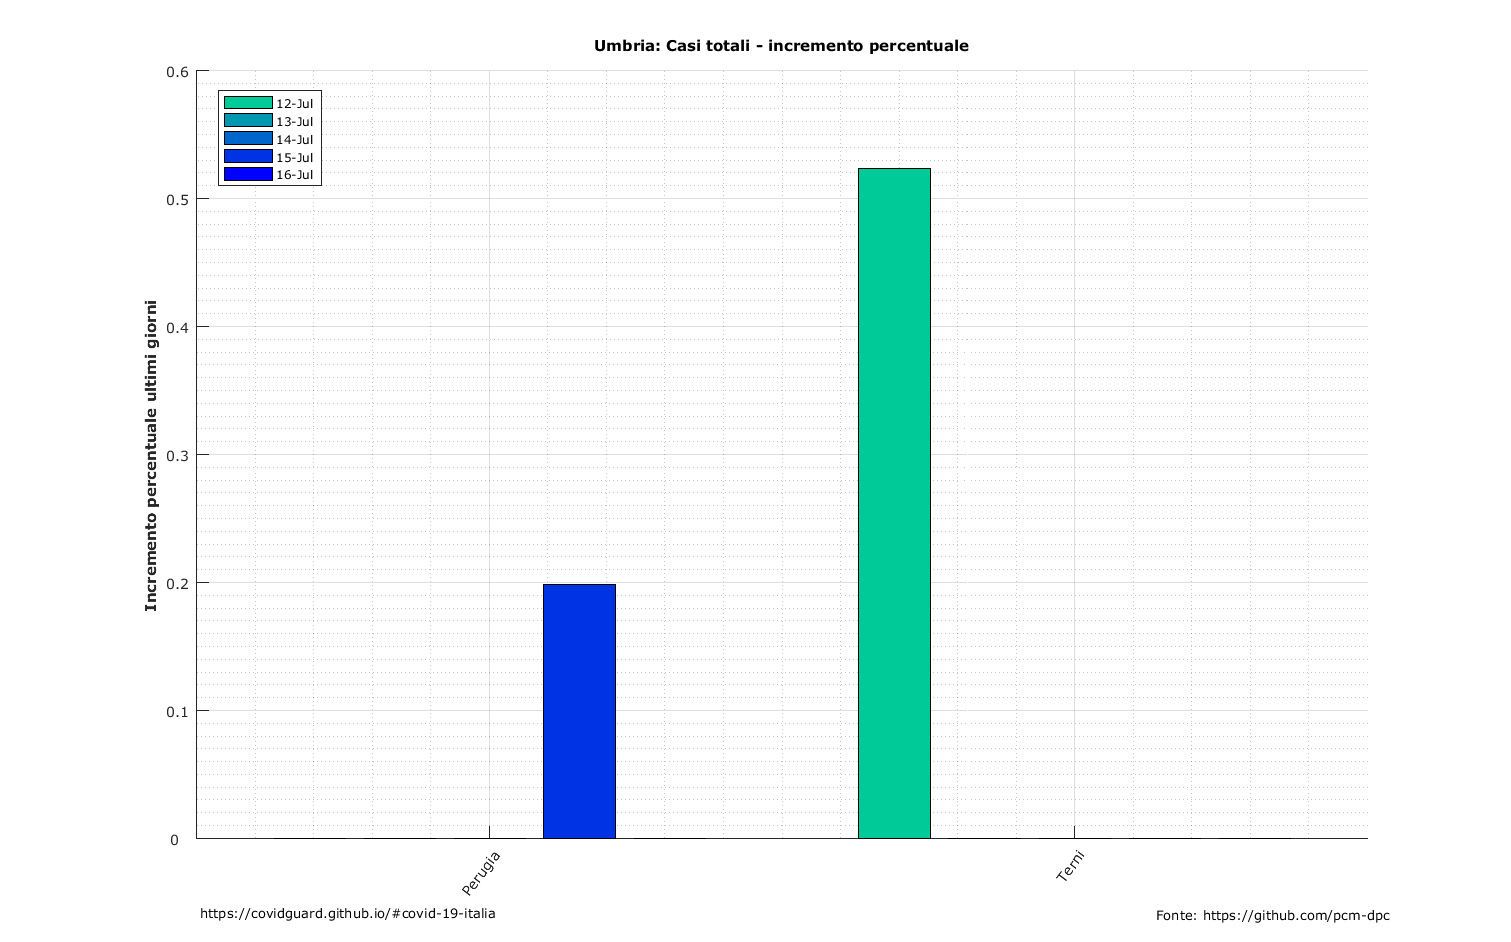 Umbria: Casi totali - incremento percentuale
0.6
0.5
0.4
0.3
0.2
0.1
0
Incremento percentuale ultimi giorni
12-Jul
13-Jul
14-Jul
15-Jul
16-Jul
Perugia
Terni
https://covidguard.github.io/#covid-19-italia
Fonte: https://github.com/pcm-dpc